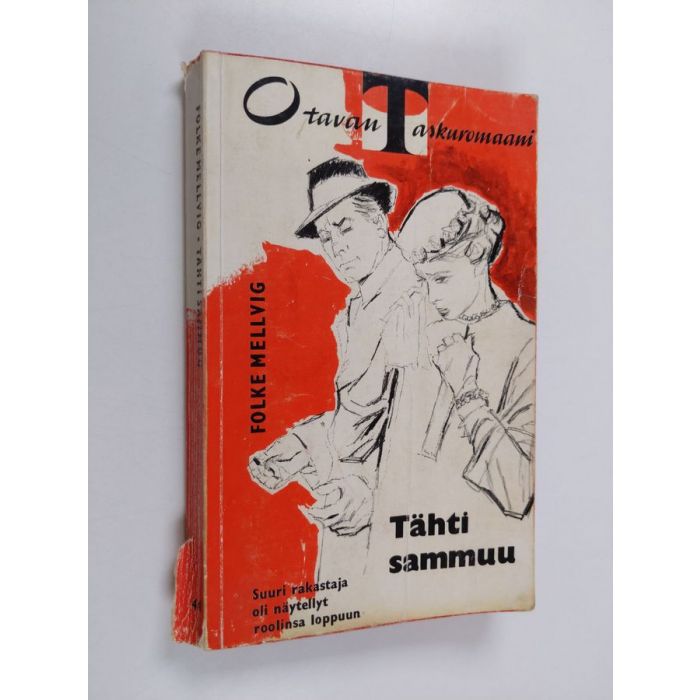 Otavan Taskuromaani
FOLKE MELLVIG
Tähti
sammuu
Suuri rakastaja
oli näytellyt
roolinsa loppuun
FOLKE MELLVIG • TÄHTI SAMMUU